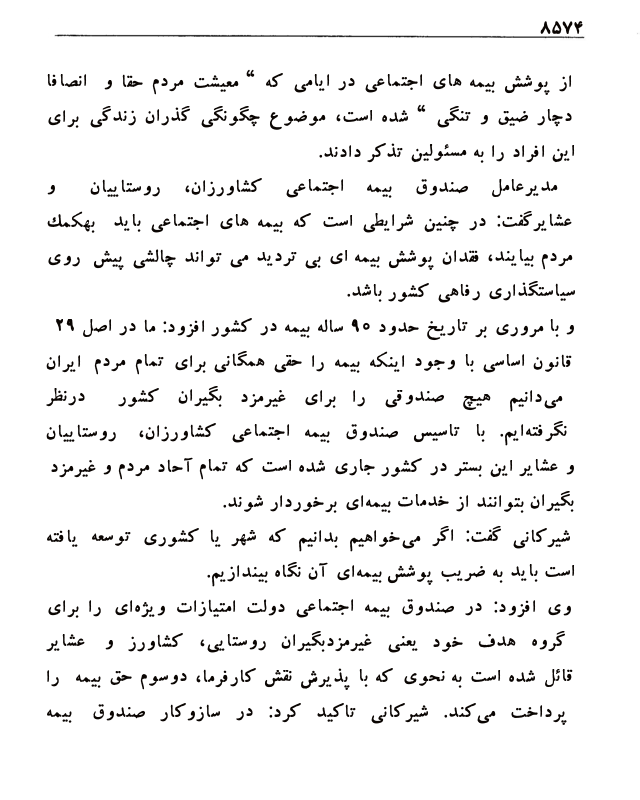 ۸۵۷۴
از پوشش بیمه های اجتماعی در ایامی که “ معیشت مردم حقا و انصافا
دچار ضیق و تنگی “ شده است، موضوع چگونگی گذران زندگی برای
این افراد را به مسئولین تذکر دادند.
مدیرعامل صندوق بیمه اجتماعی کشاورزان، روستاییان و
عشایرگفت: در چنین شرایطی است که بیمه های اجتماعی باید بهکمك
مردم بیایند، فقدان پوشش بیمه ای بی تردید می تواند چالشی پیش روی
سیاستگذاری رفاهی کشور باشد.
و با مروری بر تاریخ حدود ۹۰ ساله بیمه در کشور افزود: ما در اصل ۲۹
قانون اساسی با وجود اینکه بیمه را حقی همگانی برای تمام مردم ایران
می‌دانیم هیچ صندوقی را برای غیرمزد بگیران کشور درنظر
نگرفته‌ایم. با تاسیس صندوق بیمه اجتماعی کشاورزان، روستاییان
و عشایر این بستر در کشور جاری شده است که تمام آحاد مردم و غیرمزد
بگیران بتوانند از خدمات بیمه‌ای برخوردار شوند.
شیرکانی گفت: اگر می‌خواهیم بدانیم که شهر یا کشوری توسعه یافته
است باید به ضریب پوشش بیمه‌ای آن نگاه بیندازیم.
وی افزود: در صندوق بیمه اجتماعی دولت امتیازات ویژه‌ای را برای
گروه هدف خود یعنی غیرمزدبگیران روستایی، کشاورز و عشایر
قائل شده است به نحوی که با پذیرش نقش کارفرما، دوسوم حق بیمه را
پرداخت می‌کند. شیرکانی تاکید کرد: در سازوکار صندوق بیمه